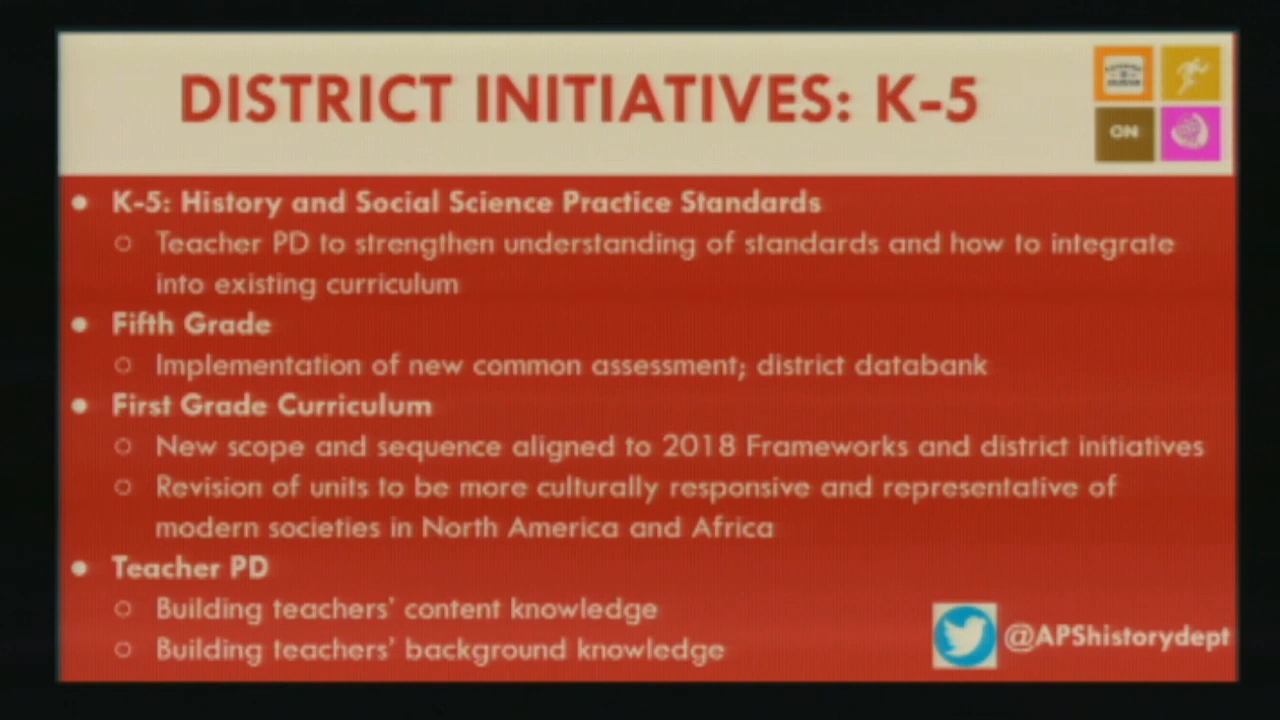 DISTRICT INITIATIVES: K-5
ON
• K-5: History and Social Science Practice Standards
○ Teacher PD to strengthen understanding of standards and how to integrate
into existing curriculum
• Fifth Grade
○ Implementation of new common assessment; district databank
• First Grade Curriculum
○ New scope and sequence aligned to 2018 Frameworks and district initiatives
○ Revision of units to be more culturally responsive and representative of
modern societies in North America and Africa
• Teacher PD
○ Building teachers' content knowledge
○ Building teachers' background knowledge
@APShistorydept